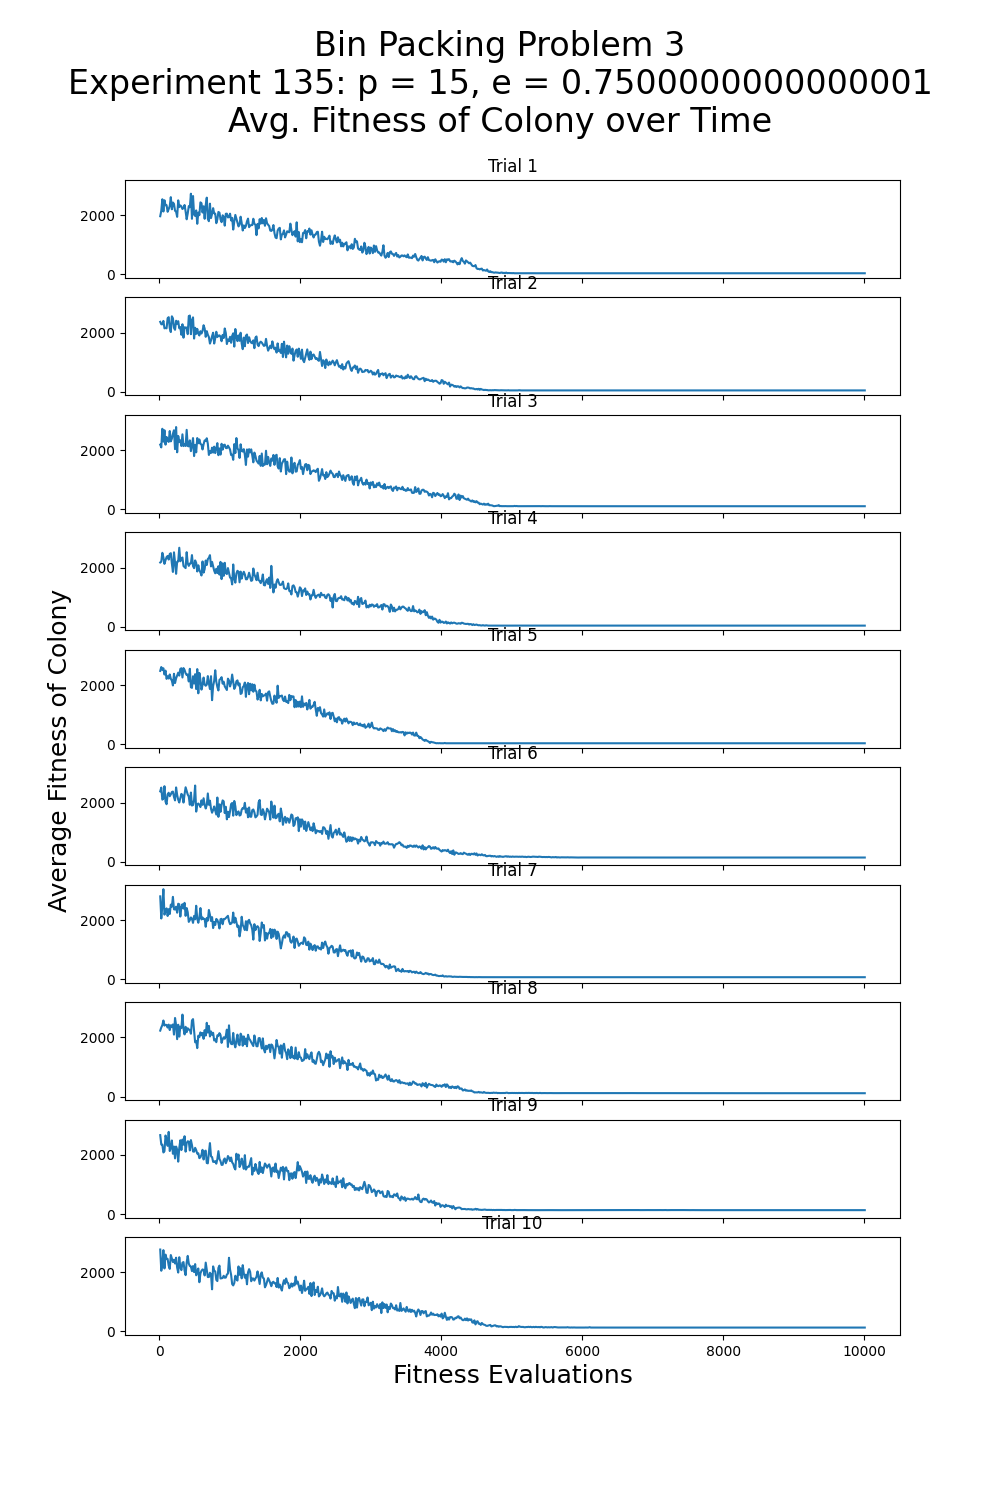 Bin Packing Problem 3
Experiment 135: p = 15, e = 0.7500000000000001
Avg. Fitness of Colony over Time
Trial 1
2000
0
Trial 2
2000
0
Trial 3
2000
0
Trial 4
2000
0
Trial 5
2000
0
Trial 6
2000
0
Trial 7
2000
0
Trial 8
2000
0
Trial 9
2000
0
Trial 10
2000
0
0 2000 4000 6000 8000 10000
Fitness Evaluations
Average Fitness of Colony